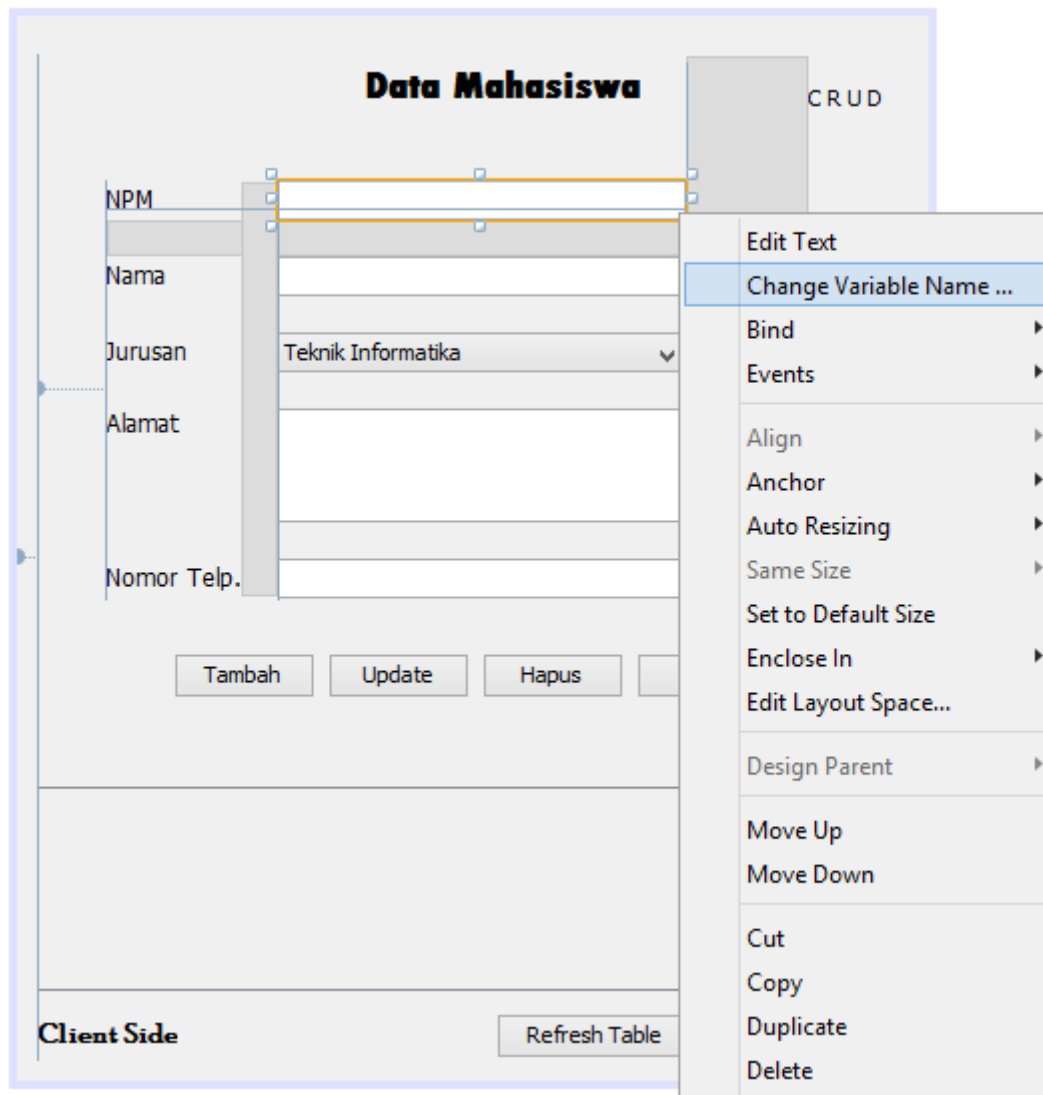 Data Mahasiswa
CRUD
NPM
Nama
Jurusan
Teknik Informatika
Alamat
Nomor Telp.
Tambah
Update
Hapus
Client Side
Refresh Table
Edit Text
Change Variable Name ...
Bind
Events
Align
Anchor
Auto Resizing
Same Size
Set to Default Size
Enclose In
Edit Layout Space...
Design Parent
Move Up
Move Down
Cut
Copy
Duplicate
Delete